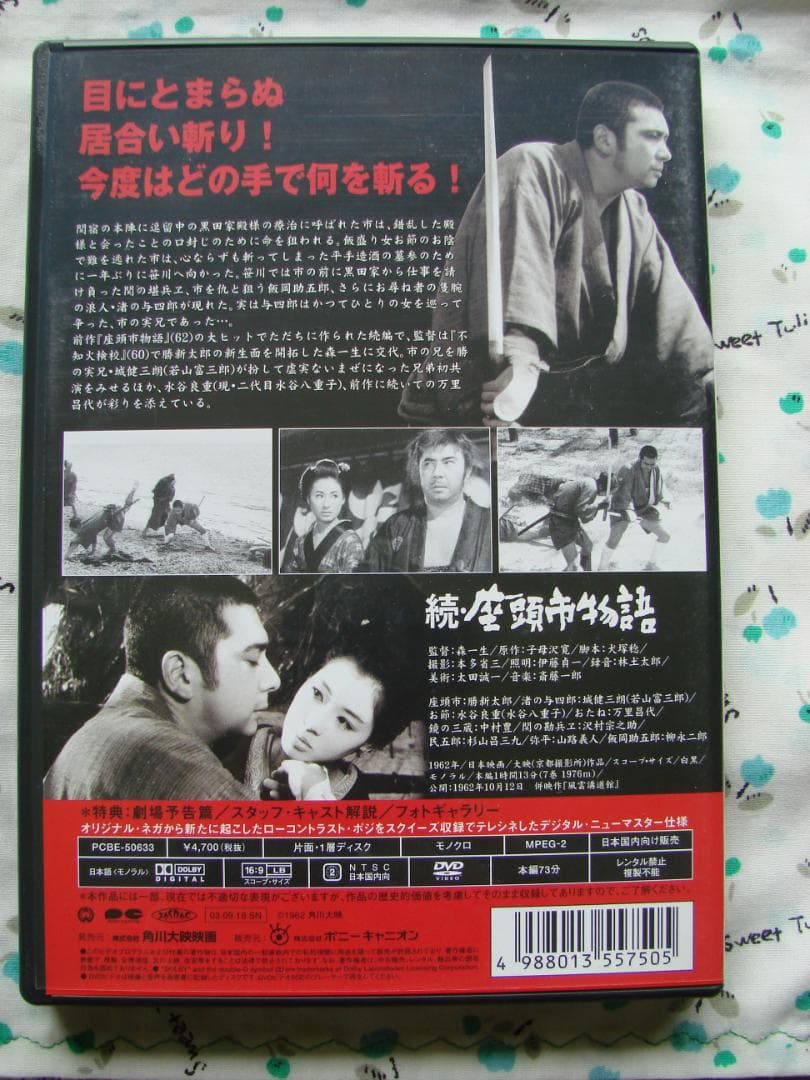 目にとまらぬ
居合い斬り!
今度はどの手で何を斬る!
関宿の本陣に逗留中の黒田家殿様の療治に呼ばれた市は、錯乱した殿
様と会ったことの口封じのために命を狙われる。飯盛り女お節のお陰
で難を逃れた市は、心ならずも斬ってしまった平手造酒の墓参のため
に一年ぶりに笹川へ向かった。笹川では市の前に黒田家から仕事を請
け負った関の堪兵ヱ、市を仇と狙う飯岡助五郎、さらにお尋ね者の隻腕
の浪人・渚の与四郎が現れた。実は与四郎はかつてひとりの女を巡って
争った、市の実兄であった…。
前作『座頭市物語』(62)の大ヒットでただちに作られた続編で、監督は『不
知火検校』(60)で勝新太郎の新生面を開拓した森一生に交代。市の兄を勝
の実兄・城健三朗(若山富三郎)が扮して虚実ないまぜになった兄弟初共
演をみせるほか、水谷良重(現・二代目水谷八重子)、前作に続いての万里
昌代が彩りを添えている。
続・座頭市物語
監督:森一生/原作:子母沢寛/脚本:犬塚稔/
撮影:本多省三/照明:伊藤貞一/録音:林土太郎/
美術:太田誠一/音楽:斎藤一郎
座頭市:勝新太郎/渚の与四郎:城健三朗(若山富三郎)/
お節:水谷良重(水谷八重子)/おたね:万里昌代/
鏡の三蔵:中村豊/関の勘兵ヱ:沢村宗之助/
民五郎:杉山昌三九/弥平:山路義人/飯岡助五郎:柳永二郎
1962年/日本映画/大映(京都撮影所)作品/スコープ・サイズ/白黒/
モノラル/本編1時間13分(7巻 1976m)/
公開:1962年10月12日 併映作『風雲講道館』
*特典:劇場予告篇/スタッフ・キャスト解説/フォトギャラリー
オリジナル・ネガから新たに起こしたローコントラスト・ポジをスクイーズ収録でテレシネしたデジタル・ニューマスター仕様
PCBE-50633 ¥4,700(税抜) 片面・1層ディスク モノクロ MPEG-2 日本国内向け販売
日本語(モノラル) DOLBY DIGITAL 16:9 LB スコープ・サイズ 2 NTSC 日本国内向 DVD VIDEO 本編73分 レンタル禁止 複製不能
*本作品には一部、現在では不適切な表現がございますが、作品の歴史的価値を考慮してそのまま収録してありますので、ご了解ください。
03.09.18 SN ©1962 角川大映
発売元:株式会社 角川大映映画 販売元:株式会社 ポニーキャニオン
4 988013 557505
weet Tuli
weet Tu
Sweet